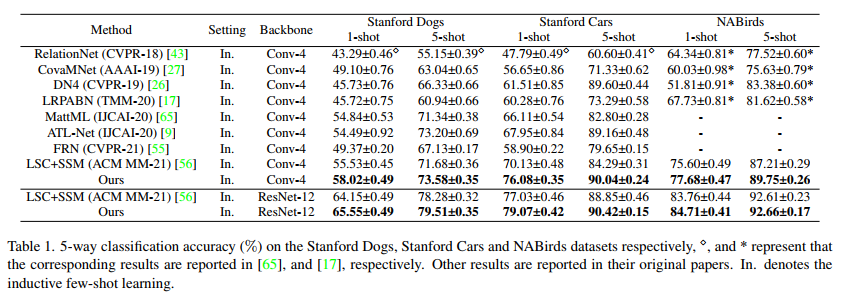 Method Setting Backbone Stanford Dogs Stanford Cars NABirds
1-shot 5-shot 1-shot 5-shot 1-shot 5-shot
RelationNet (CVPR-18) [43] In. Conv-4 43.29±0.46⋄ 55.15±0.39⋄ 47.79±0.49⋄ 60.60±0.41⋄ 64.34±0.81* 77.52±0.60*
CovaMNet (AAAI-19) [27] In. Conv-4 49.10±0.76 63.04±0.65 56.65±0.86 71.33±0.62 60.03±0.98* 75.63±0.79*
DN4 (CVPR-19) [26] In. Conv-4 45.73±0.76 66.33±0.66 61.51±0.85 89.60±0.44 51.81±0.91* 83.38±0.60*
LRPABN (TMM-20) [17] In. Conv-4 45.72±0.75 60.94±0.66 60.28±0.76 73.29±0.58 67.73±0.81* 81.62±0.58*
MattML (IJCAI-20) [65] In. Conv-4 54.84±0.53 71.34±0.38 66.11±0.54 82.80±0.28 - -
ATL-Net (IJCAI-20) [9] In. Conv-4 54.49±0.92 73.20±0.69 67.95±0.84 89.16±0.48 - -
FRN (CVPR-21) [55] In. Conv-4 49.37±0.20 67.13±0.17 58.90±0.22 79.65±0.15 - -
LSC+SSM (ACM MM-21) [56] In. Conv-4 55.53±0.45 71.68±0.36 70.13±0.48 84.29±0.31 75.60±0.49 87.21±0.29
Ours In. Conv-4 58.02±0.49 73.58±0.35 76.08±0.35 90.04±0.24 77.68±0.47 89.75±0.26
LSC+SSM (ACM MM-21) [56] In. ResNet-12 64.15±0.49 78.28±0.32 77.03±0.46 88.85±0.46 83.76±0.44 92.61±0.23
Ours In. ResNet-12 65.55±0.49 79.51±0.35 79.07±0.42 90.42±0.15 84.71±0.41 92.66±0.17
Table 1. 5-way classification accuracy (%) on the Stanford Dogs, Stanford Cars and NABirds datasets respectively, ⋄, and * represent that
the corresponding results are reported in [65], and [17], respectively. Other results are reported in their original papers. In. denotes the
inductive few-shot learning.